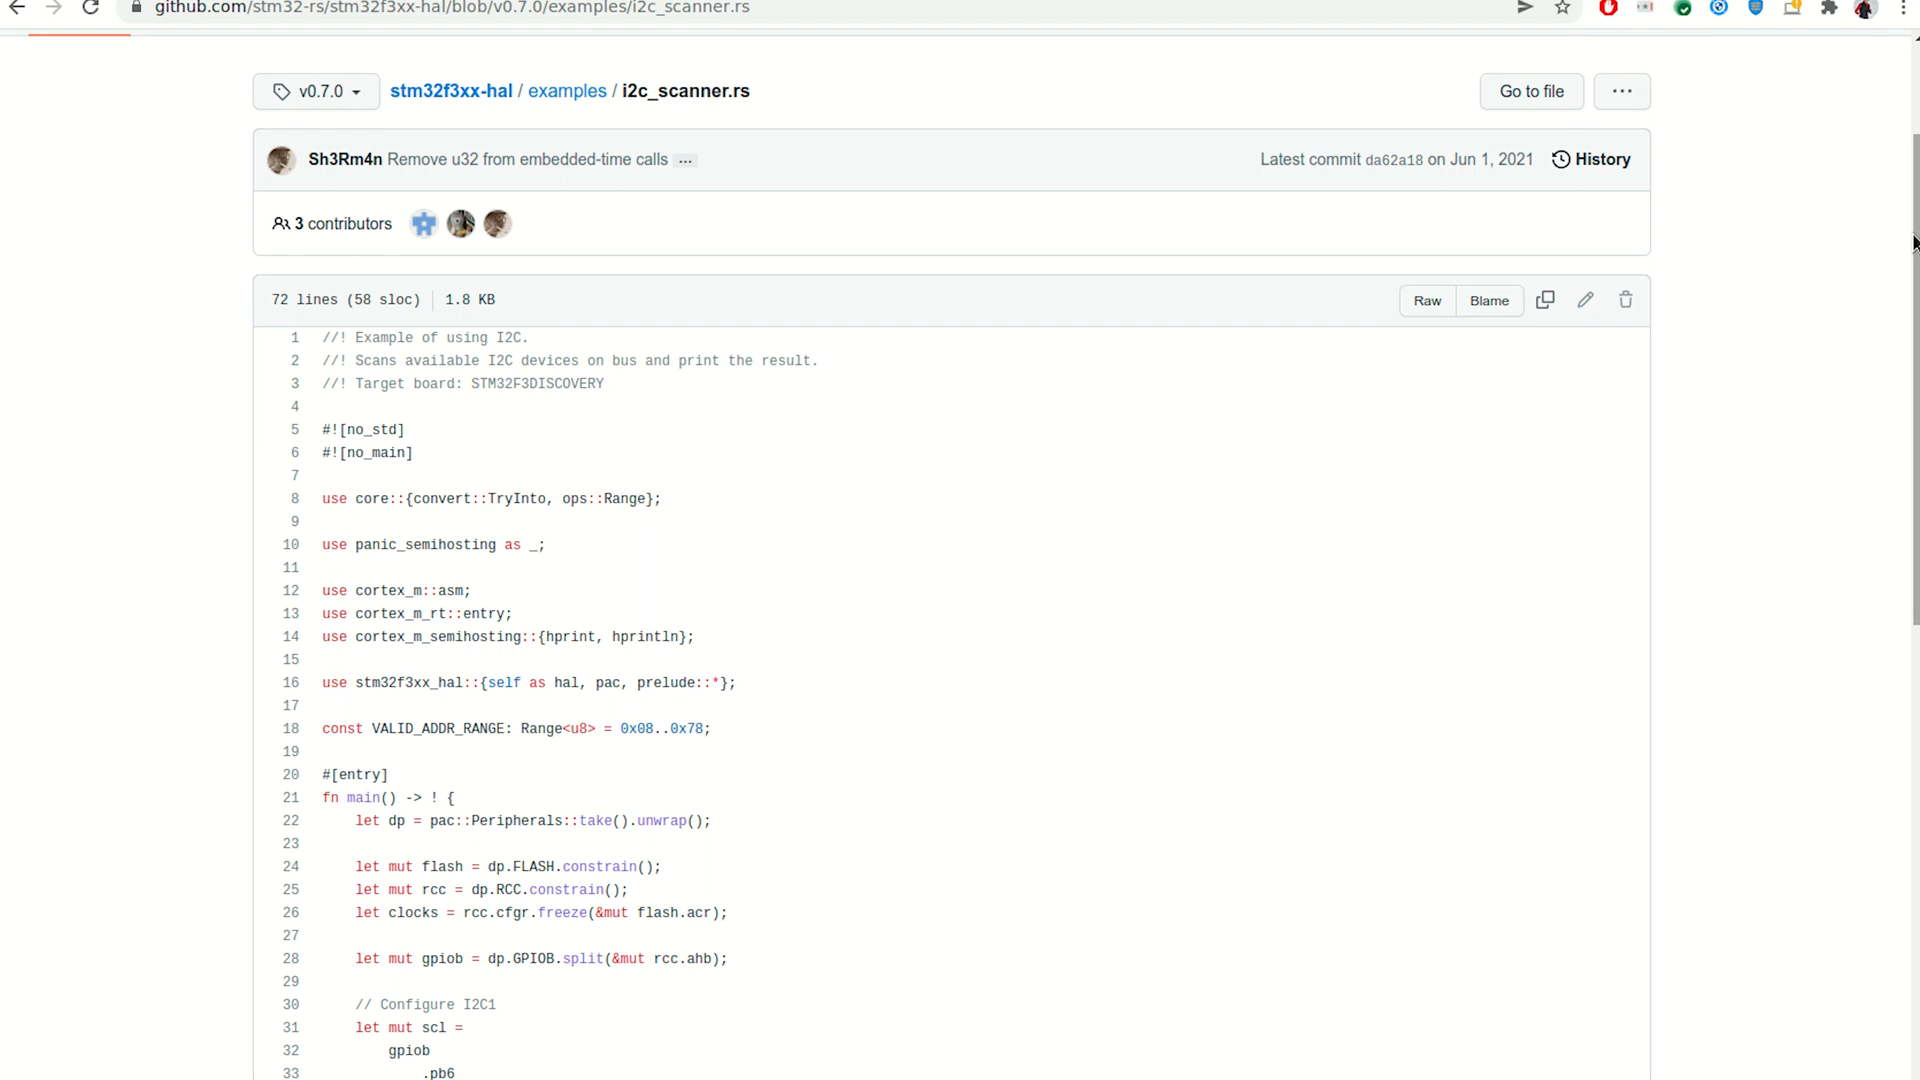 github.com/stm32-rs/stm32f3xx-hal/blob/v0.7.0/examples/i2c_scanner.rs
v0.7.0 stm32f3xx-hal / examples / i2c_scanner.rs Go to file ...
Sh3Rm4n Remove u32 from embedded-time calls ... Latest commit da62a18 on Jun 1, 2021 History
3 contributors
72 lines (58 sloc) 1.8 KB Raw Blame
1 //! Example of using I2C.
2 //! Scans available I2C devices on bus and print the result.
3 //! Target board: STM32F3DISCOVERY
4
5 #![no_std]
6 #![no_main]
7
8 use core::{convert::TryInto, ops::Range};
9
10 use panic_semihosting as _;
11
12 use cortex_m::asm;
13 use cortex_m_rt::entry;
14 use cortex_m_semihosting::{hprint, hprintln};
15
16 use stm32f3xx_hal::{self as hal, pac, prelude::*};
17
18 const VALID_ADDR_RANGE: Range<u8> = 0x08..0x78;
19
20 #[entry]
21 fn main() -> ! {
22     let dp = pac::Peripherals::take().unwrap();
23
24     let mut flash = dp.FLASH.constrain();
25     let mut rcc = dp.RCC.constrain();
26     let clocks = rcc.cfgr.freeze(&mut flash.acr);
27
28     let mut gpiob = dp.GPIOB.split(&mut rcc.ahb);
29
30     // Configure I2C1
31     let mut scl =
32         gpiob
33             .pb6